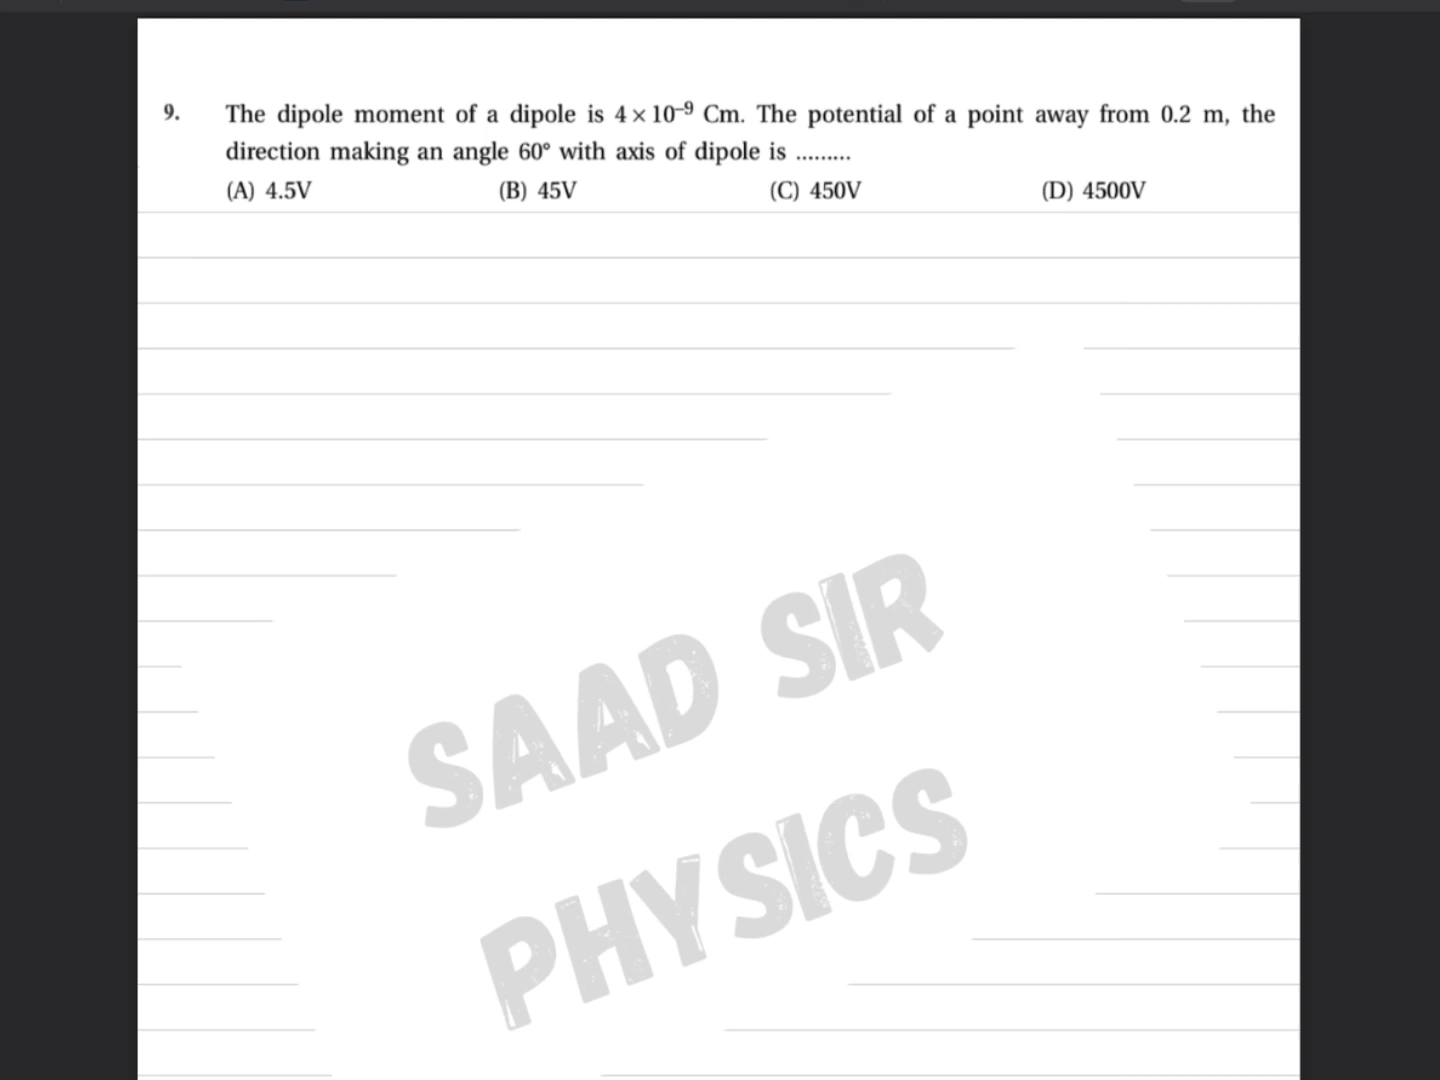 9. The dipole moment of a dipole is 4 × 10⁻⁹ Cm. The potential of a point away from 0.2 m, the
direction making an angle 60° with axis of dipole is .........
(A) 4.5V (B) 45V (C) 450V (D) 4500V
SAAD SIR
PHYSICS